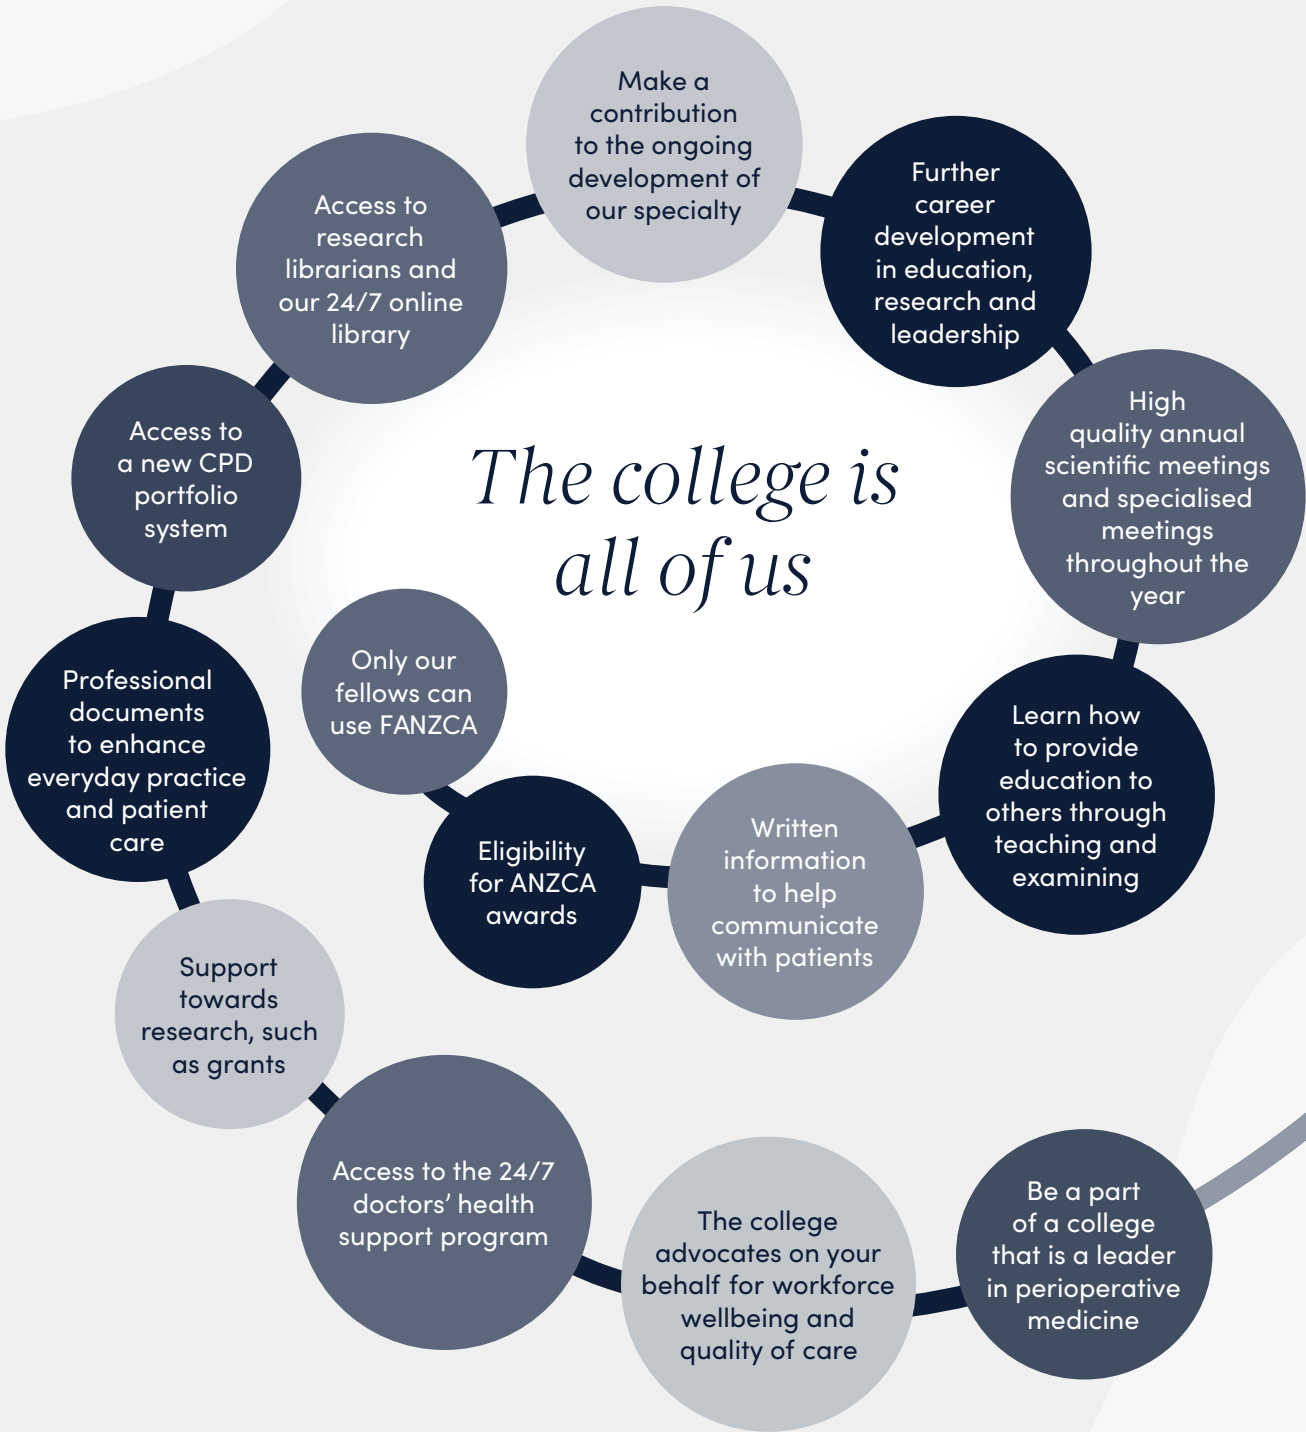 Make a
contribution
to the ongoing
development of
our specialty
Further
career
development
in education,
research and
leadership
High
quality annual
scientific meetings
and specialised
meetings
throughout the
year
Learn how
to provide
education to
others through
teaching and
examining
Written
information
to help
communicate
with patients
Eligibility
for ANZCA
awards
Only our
fellows can
use FANZCA
The college is
all of us
Access to
research
librarians and
our 24/7 online
library
Access to
a new CPD
portfolio
system
Professional
documents
to enhance
everyday practice
and patient
care
Support
towards
research, such
as grants
Access to the 24/7
doctors’ health
support program
The college
advocates on your
behalf for workforce
wellbeing and
quality of care
Be a part
of a college
that is a leader
in perioperative
medicine